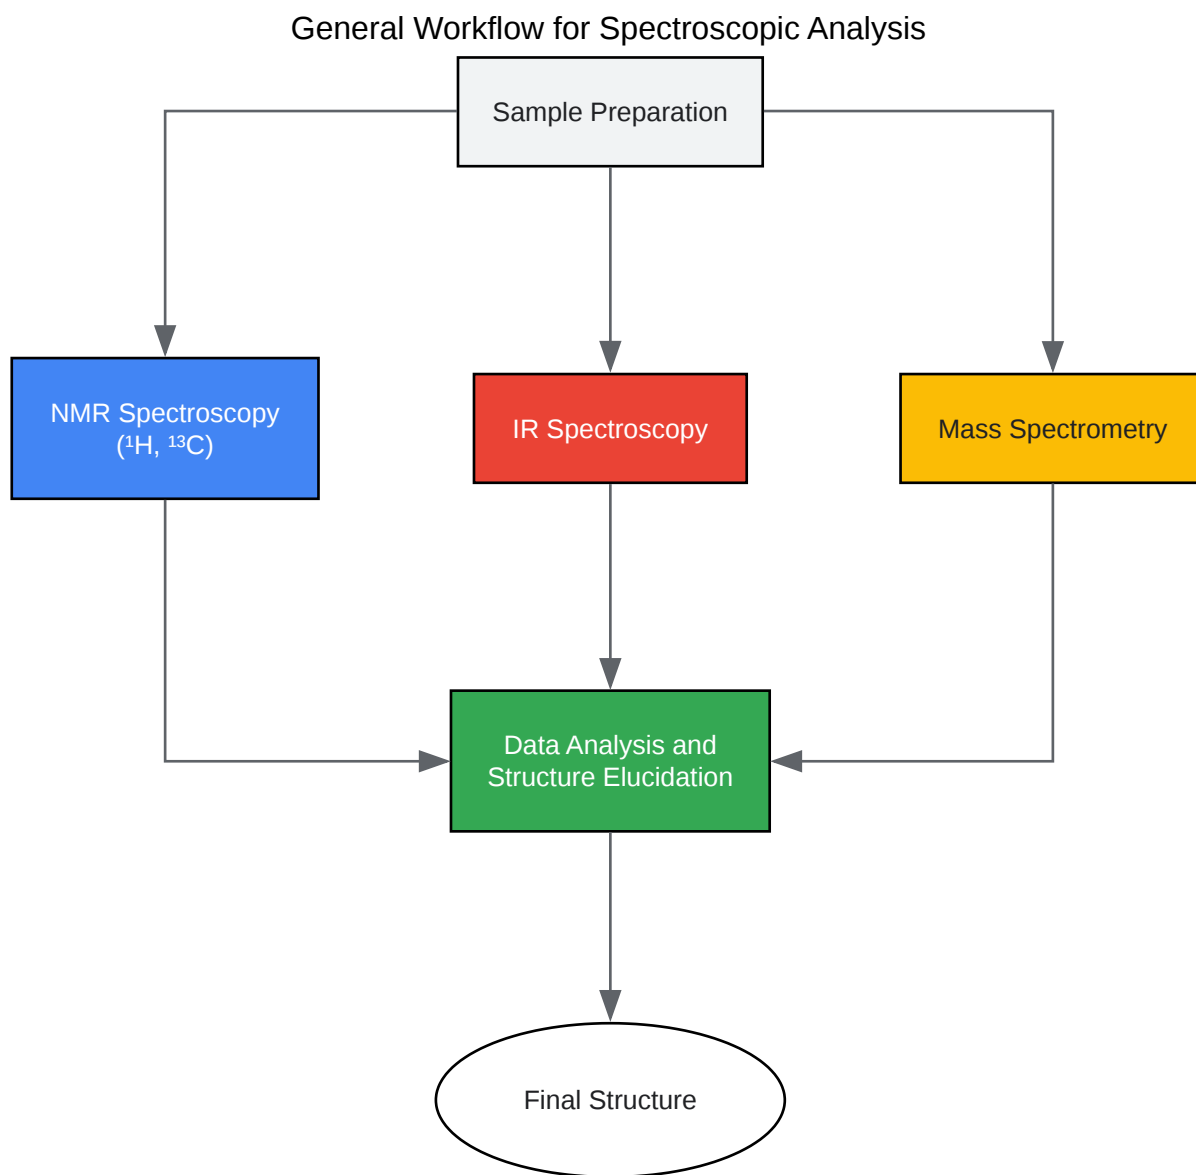 General Workflow for Spectroscopic Analysis
Sample Preparation
NMR Spectroscopy
(¹H, ¹³C)
IR Spectroscopy
Mass Spectrometry
Data Analysis and
Structure Elucidation
Final Structure